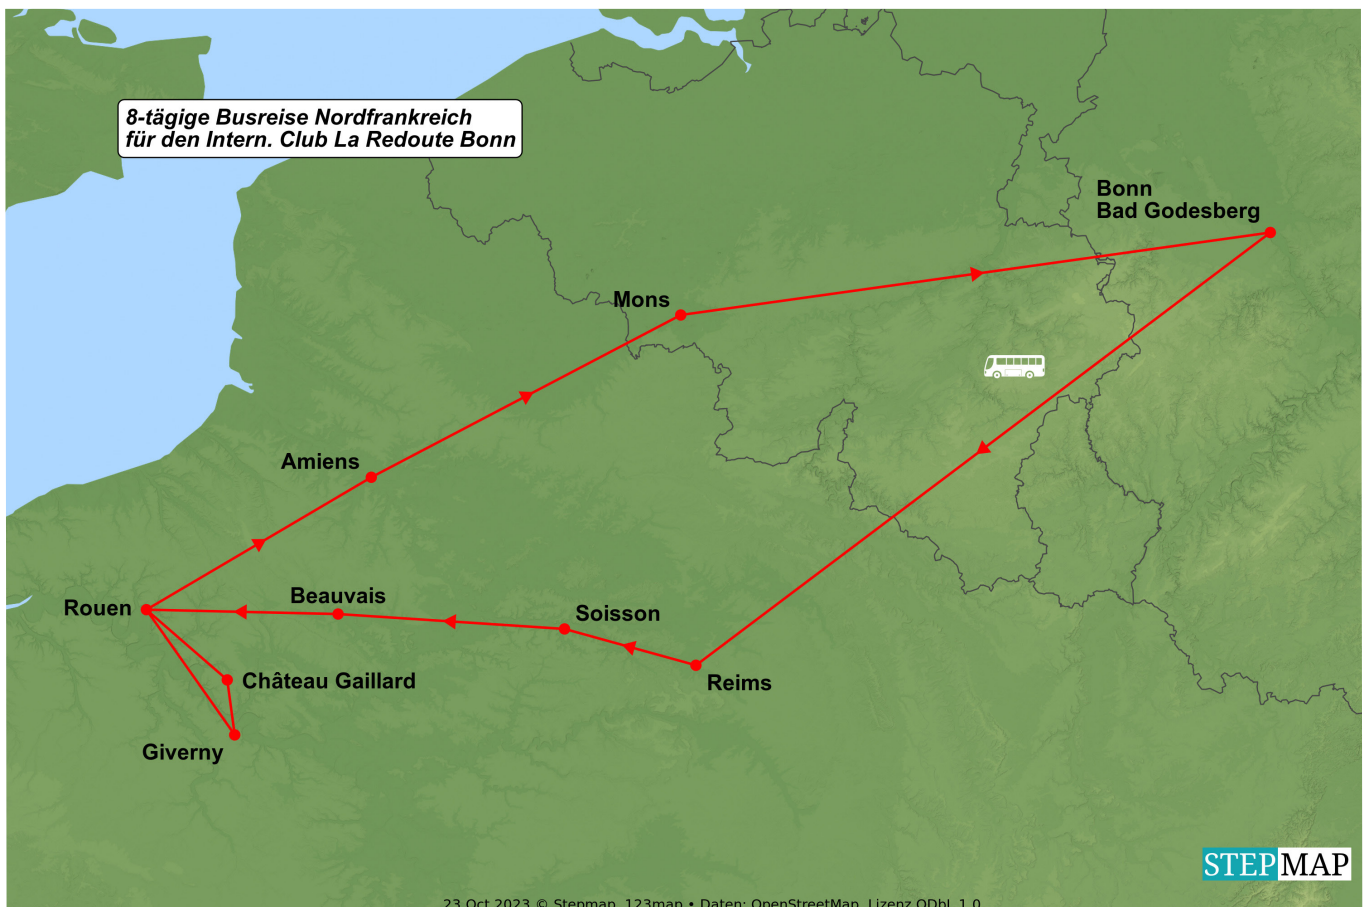 8-tägige Busreise Nordfrankreich
für den Intern. Club La Redoute Bonn
Bonn
Bad Godesberg
Mons
Amiens
Beauvais
Rouen
Soisson
Château Gaillard
Reims
Giverny
STEPMAP
23 Oct 2023 © Stepmap, 123map • Daten: OpenStreetMap, Lizenz ODbL 1.0